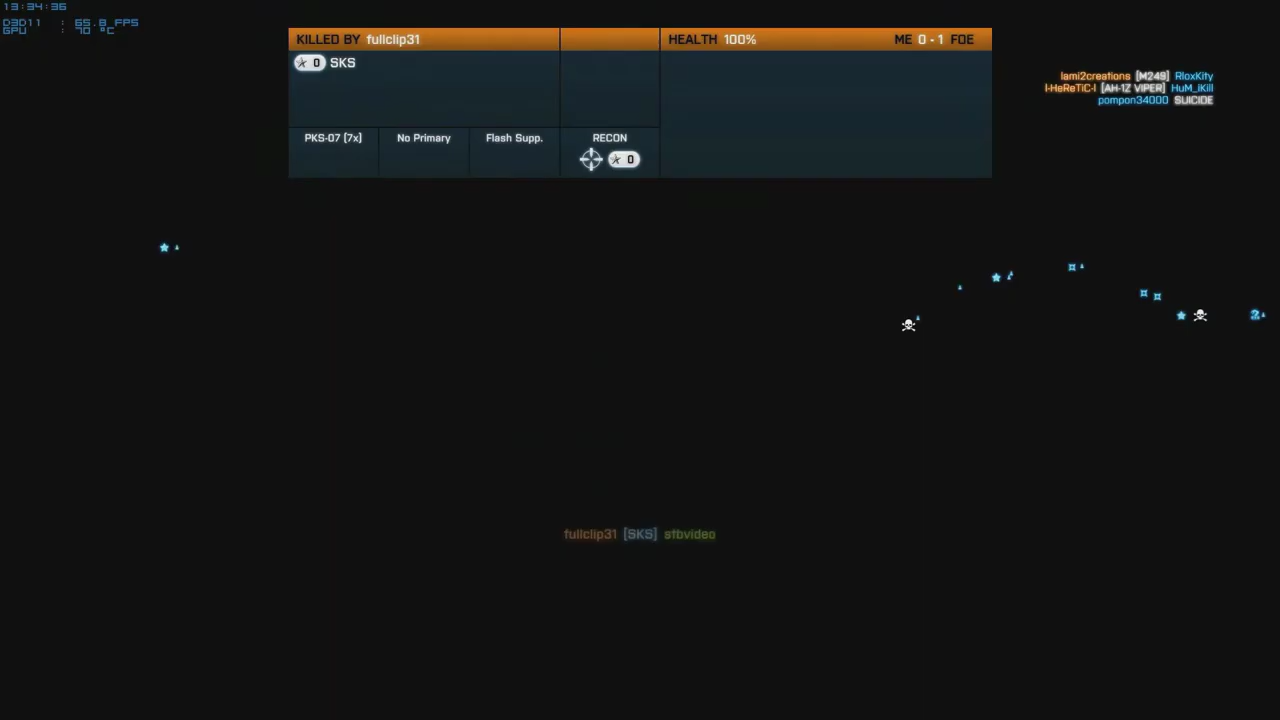 13:34:36
D3D11 : 65.8 FPS
GPU : 70 °C
KILLED BY fullclip31
HEALTH 100%
ME 0 - 1 FOE
0 SKS
PKS-07 [7x]
No Primary
Flash Supp.
RECON
0
lami2creations [M249] RloxKity
I-HeReTiC-I [AH-1Z VIPER] HuM_iKill
pompon34000 SUICIDE
?
fullclip31 [SKS] stbvideo